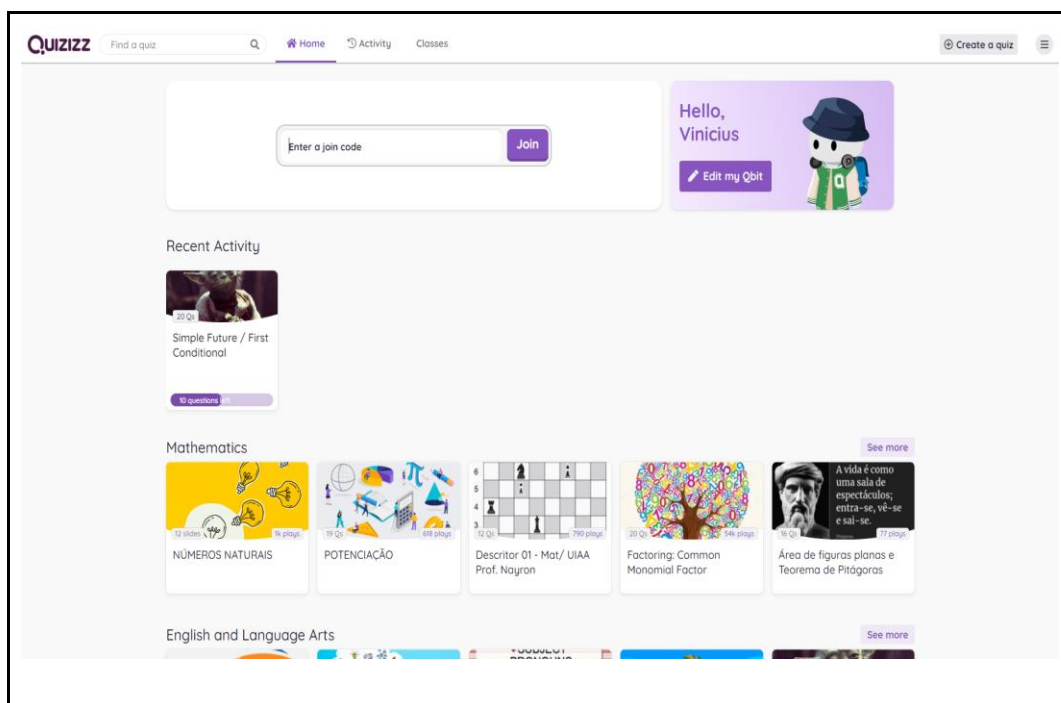 QUIZIZZ
Find a quiz
Home
Activity
Classes
Create a quiz
Enter a join code
Join
Hello,
Vinicius
Edit my Qbit
Recent Activity
20 Qs
Simple Future / First
Conditional
10 questions left
Mathematics
See more
12 slides
1k plays
NÚMEROS NATURAIS
19 Qs
618 plays
POTENCIAÇÃO
6
5
4
3
12 Qs
790 plays
Descritor 01 - Mat/ UIAA
Prof. Nayron
20 Qs
54k plays
Factoring: Common
Monomial Factor
A vida é como
uma sala de
espectáculos;
entra-se, vê-se
e sai-se.
16 Qs
77 plays
Área de figuras planas e
Teorema de Pitágoras
English and Language Arts
See more